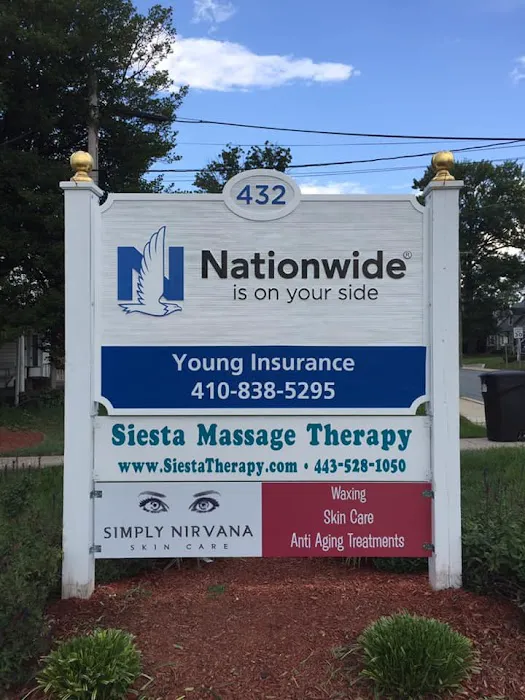 432
N
Nationwide®
is on your side
Young Insurance
410-838-5295
Siesta Massage Therapy
www.SiestaTherapy.com • 443-528-1050
SIMPLY NIRVANA
SKIN CARE
Waxing
Skin Care
Anti Aging Treatments